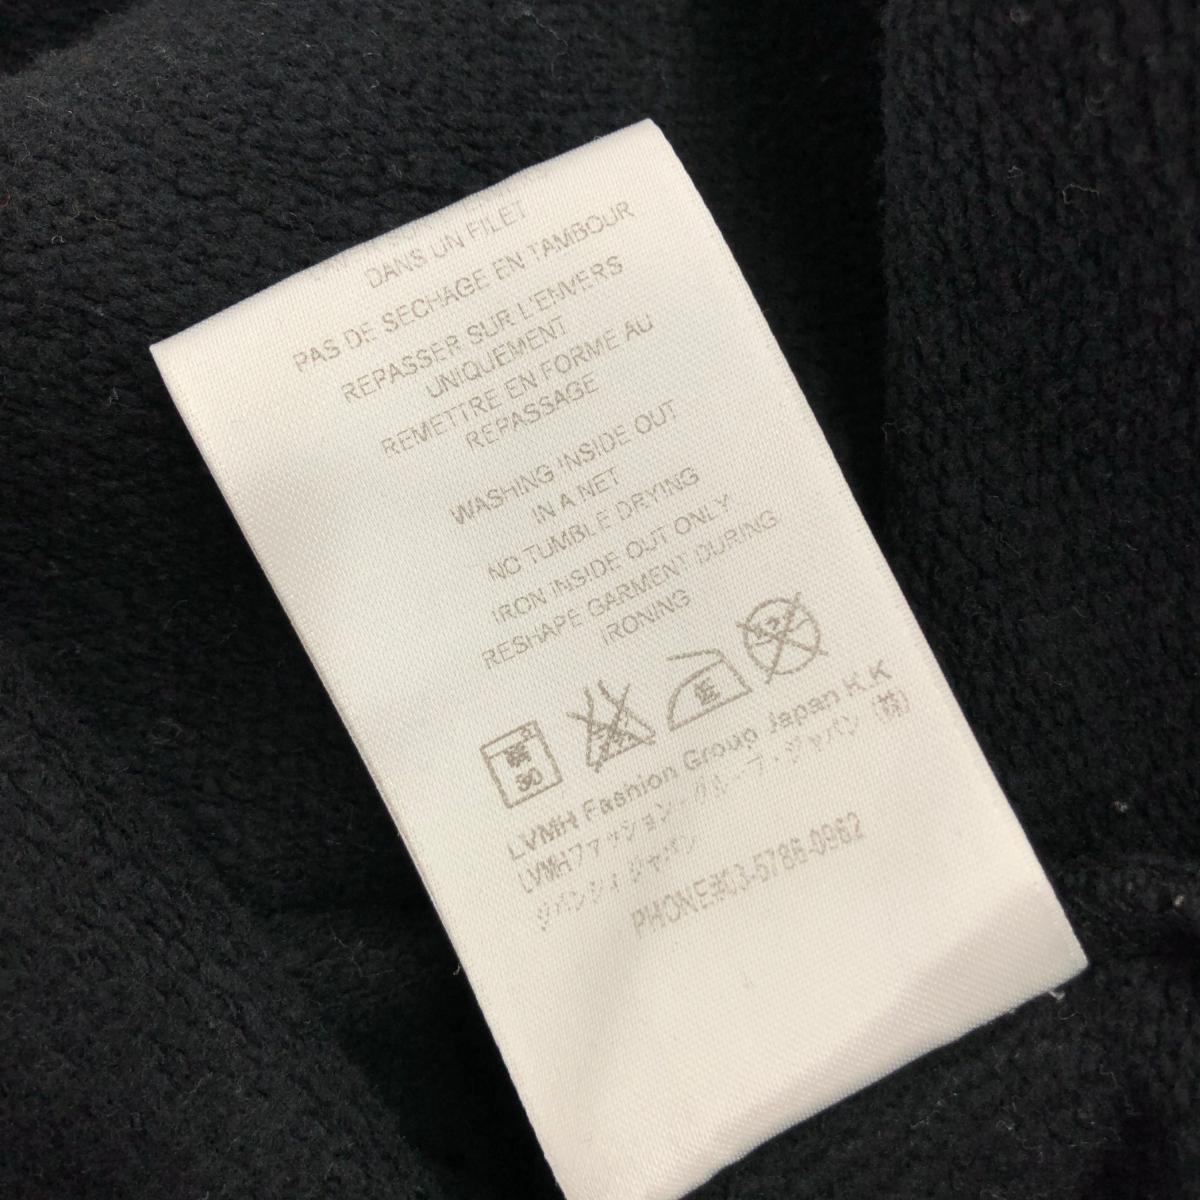 DANS UN FILET
PAS DE SECHAGE EN TAMBOUR
REPASSER SUR L'ENVERS
UNIQUEMENT
REMETTRE EN FORME AU
REPASSAGE
WASHING INSIDE OUT
IN A NET
NO TUMBLE DRYING
IRON INSIDE OUT ONLY
RESHAPE GARMENT DURING
IRONING
30
LVMH Fashion Group Japan K.K
LVMHファッション・グループ・ジャパン (株)
ジバンシィ ジャパン
03-5786-0962